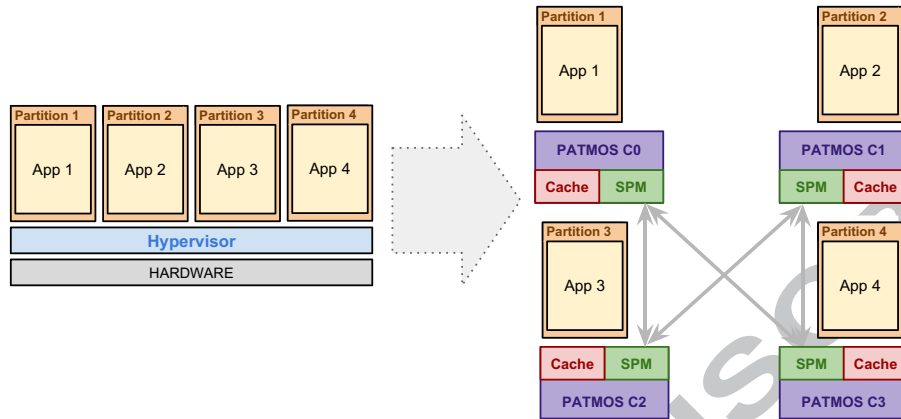 Partition 1
App 1
Partition 2
App 2
Partition 3
App 3
Partition 4
App 4
Hypervisor
HARDWARE
Partition 1
App 1
PATMOS C0
Cache
SPM
Partition 2
App 2
PATMOS C1
SPM
Cache
Partition 3
App 3
Cache
SPM
PATMOS C2
Partition 4
App 4
SPM
Cache
PATMOS C3